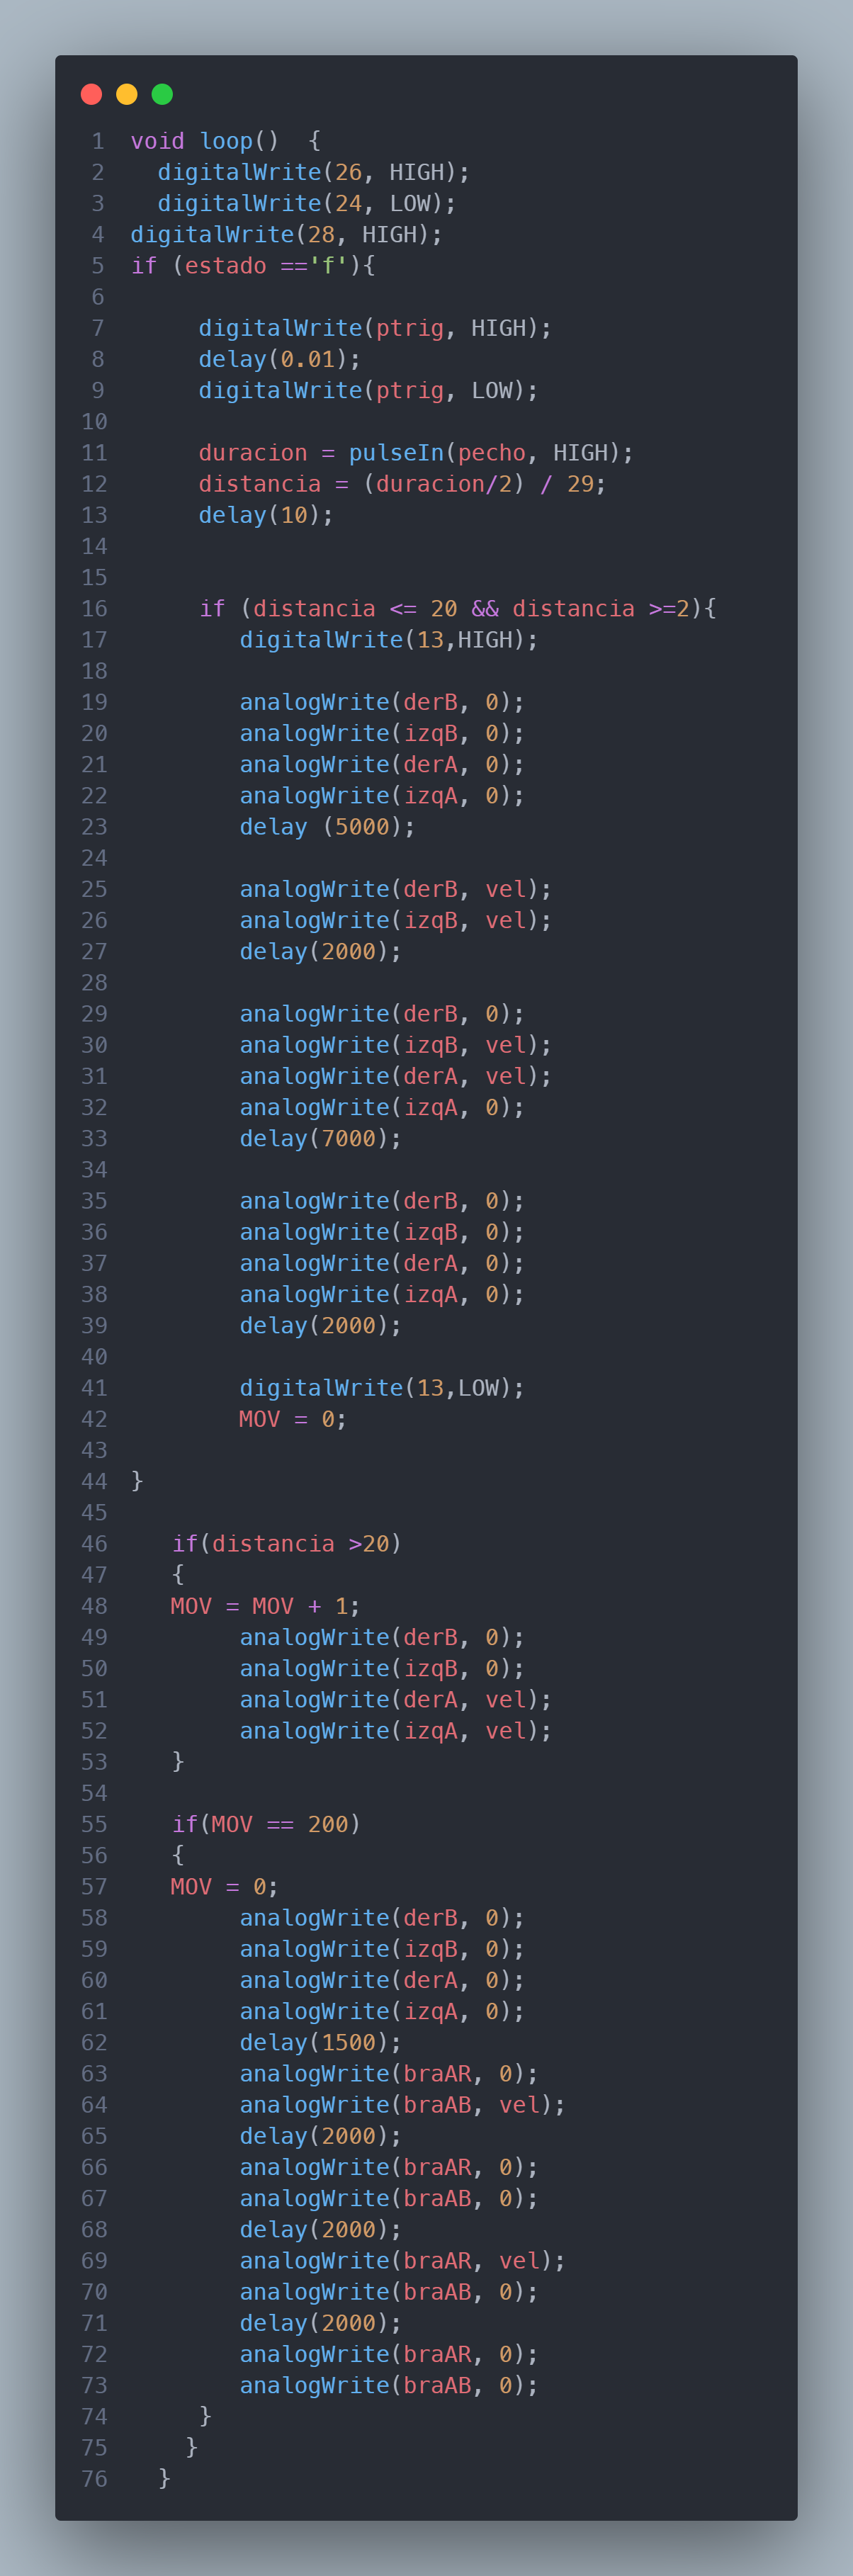 1 void loop()  {
2   digitalWrite(26, HIGH);
3   digitalWrite(24, LOW);
4 digitalWrite(28, HIGH);
5 if (estado =='f'){
6
7      digitalWrite(ptrig, HIGH);
8      delay(0.01);
9      digitalWrite(ptrig, LOW);
10
11      duracion = pulseIn(pecho, HIGH);
12      distancia = (duracion/2) / 29;
13      delay(10);
14
15
16      if (distancia <= 20 && distancia >=2){
17         digitalWrite(13,HIGH);
18
19         analogWrite(derB, 0);
20         analogWrite(izqB, 0);
21         analogWrite(derA, 0);
22         analogWrite(izqA, 0);
23         delay (5000);
24
25         analogWrite(derB, vel);
26         analogWrite(izqB, vel);
27         delay(2000);
28
29         analogWrite(derB, 0);
30         analogWrite(izqB, vel);
31         analogWrite(derA, vel);
32         analogWrite(izqA, 0);
33         delay(7000);
34
35         analogWrite(derB, 0);
36         analogWrite(izqB, 0);
37         analogWrite(derA, 0);
38         analogWrite(izqA, 0);
39         delay(2000);
40
41         digitalWrite(13,LOW);
42         MOV = 0;
43
44 }
45
46    if(distancia >20)
47    {
48    MOV = MOV + 1;
49         analogWrite(derB, 0);
50         analogWrite(izqB, 0);
51         analogWrite(derA, vel);
52         analogWrite(izqA, vel);
53    }
54
55    if(MOV == 200)
56    {
57    MOV = 0;
58         analogWrite(derB, 0);
59         analogWrite(izqB, 0);
60         analogWrite(derA, 0);
61         analogWrite(izqA, 0);
62         delay(1500);
63         analogWrite(braAR, 0);
64         analogWrite(braAB, vel);
65         delay(2000);
66         analogWrite(braAR, 0);
67         analogWrite(braAB, 0);
68         delay(2000);
69         analogWrite(braAR, vel);
70         analogWrite(braAB, 0);
71         delay(2000);
72         analogWrite(braAR, 0);
73         analogWrite(braAB, 0);
74      }
75     }
76   }